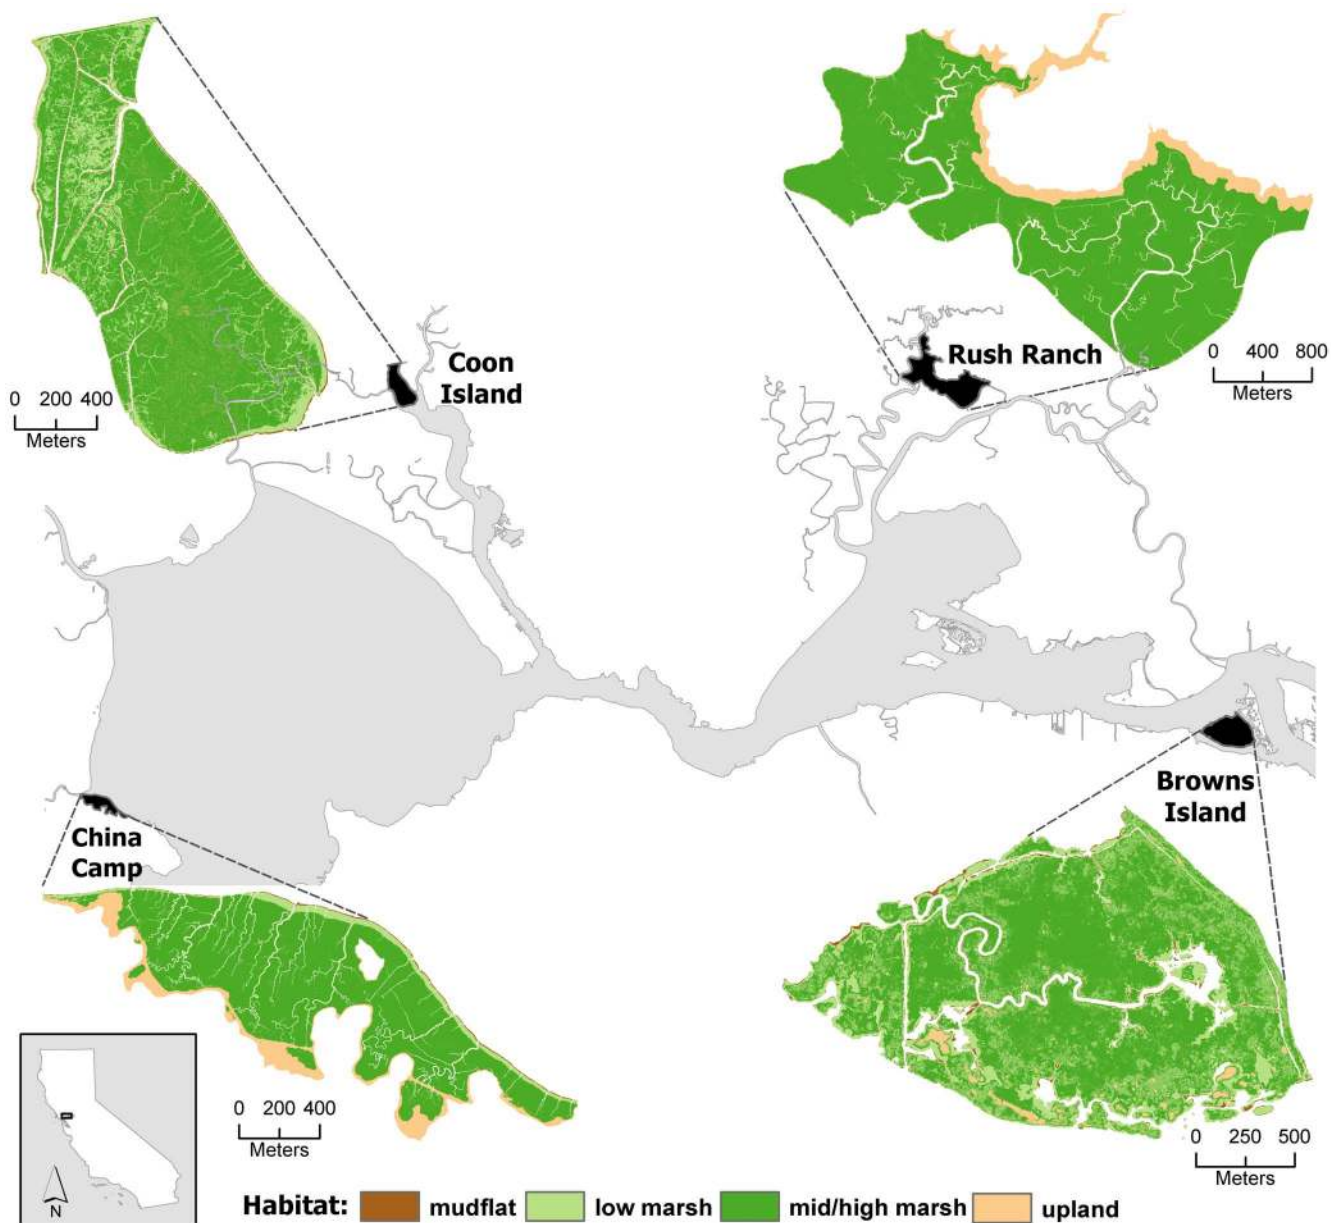 Coon
Island
Rush Ranch
0 200 400
Meters
0 400 800
Meters
China
Camp
Browns
Island
0 200 400
Meters
0 250 500
Meters
N
Habitat: mudflat low marsh mid/high marsh upland